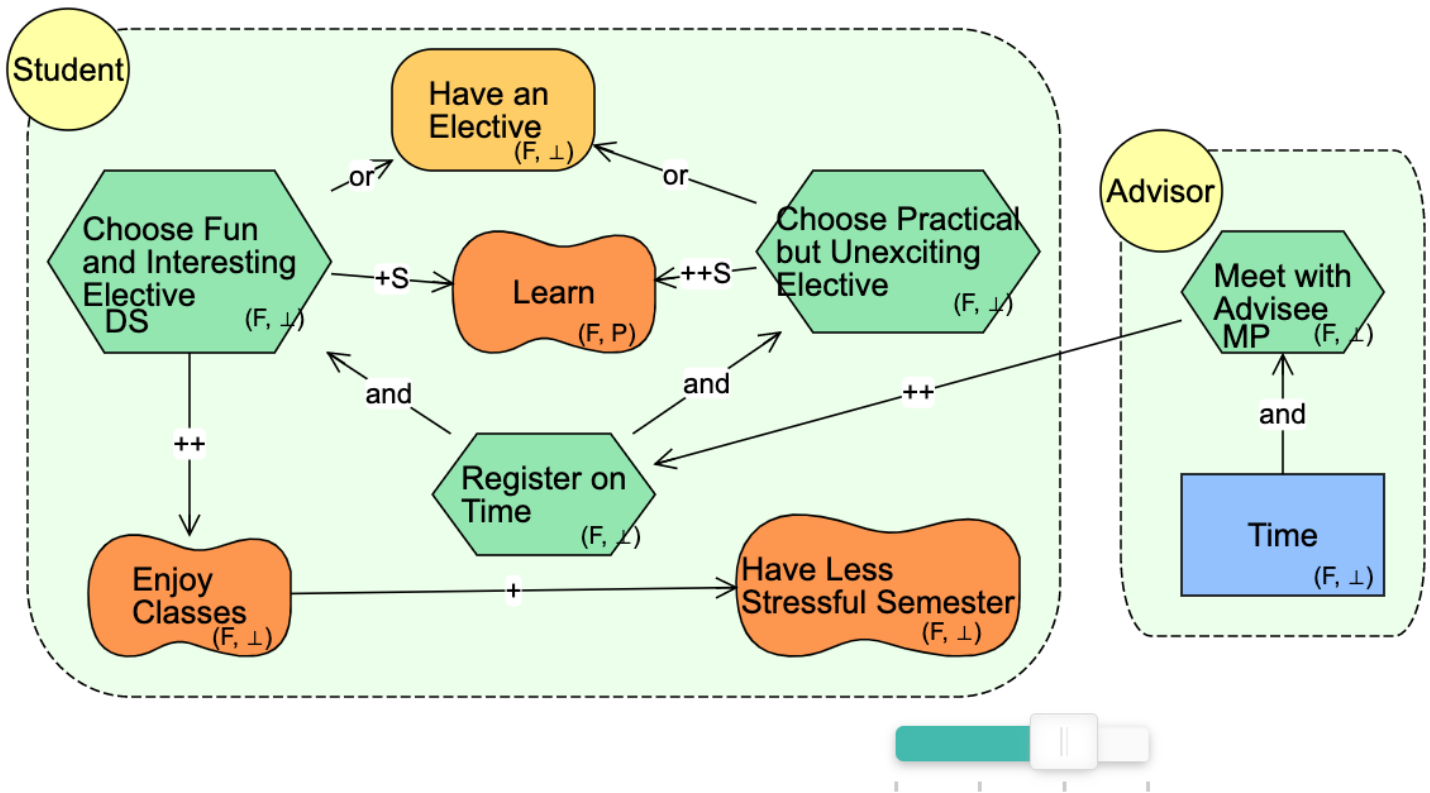 Student
Have an
Elective
(F, ⊥)
or
or
Advisor
Choose Fun
and Interesting
Elective
DS
(F, ⊥)
+S
Learn
(F, P)
++S
Choose Practical
but Unexciting
Elective
(F, ⊥)
Meet with
Advisee
MP
(F, ⊥)
and
and
++
and
++
Register on
Time
(F, ⊥)
Time
(F, ⊥)
Enjoy
Classes
(F, ⊥)
+
Have Less
Stressful Semester
(F, ⊥)